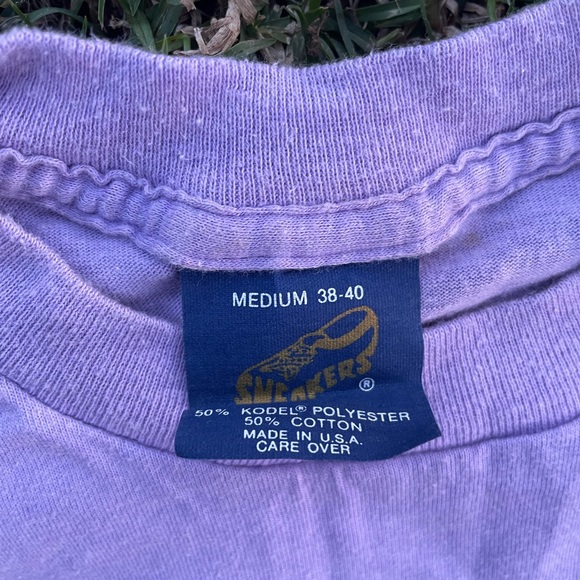 MEDIUM 38-40
SNEAKERS®
50% KODEL® POLYESTER
50% COTTON
MADE IN U.S.A.
CARE OVER